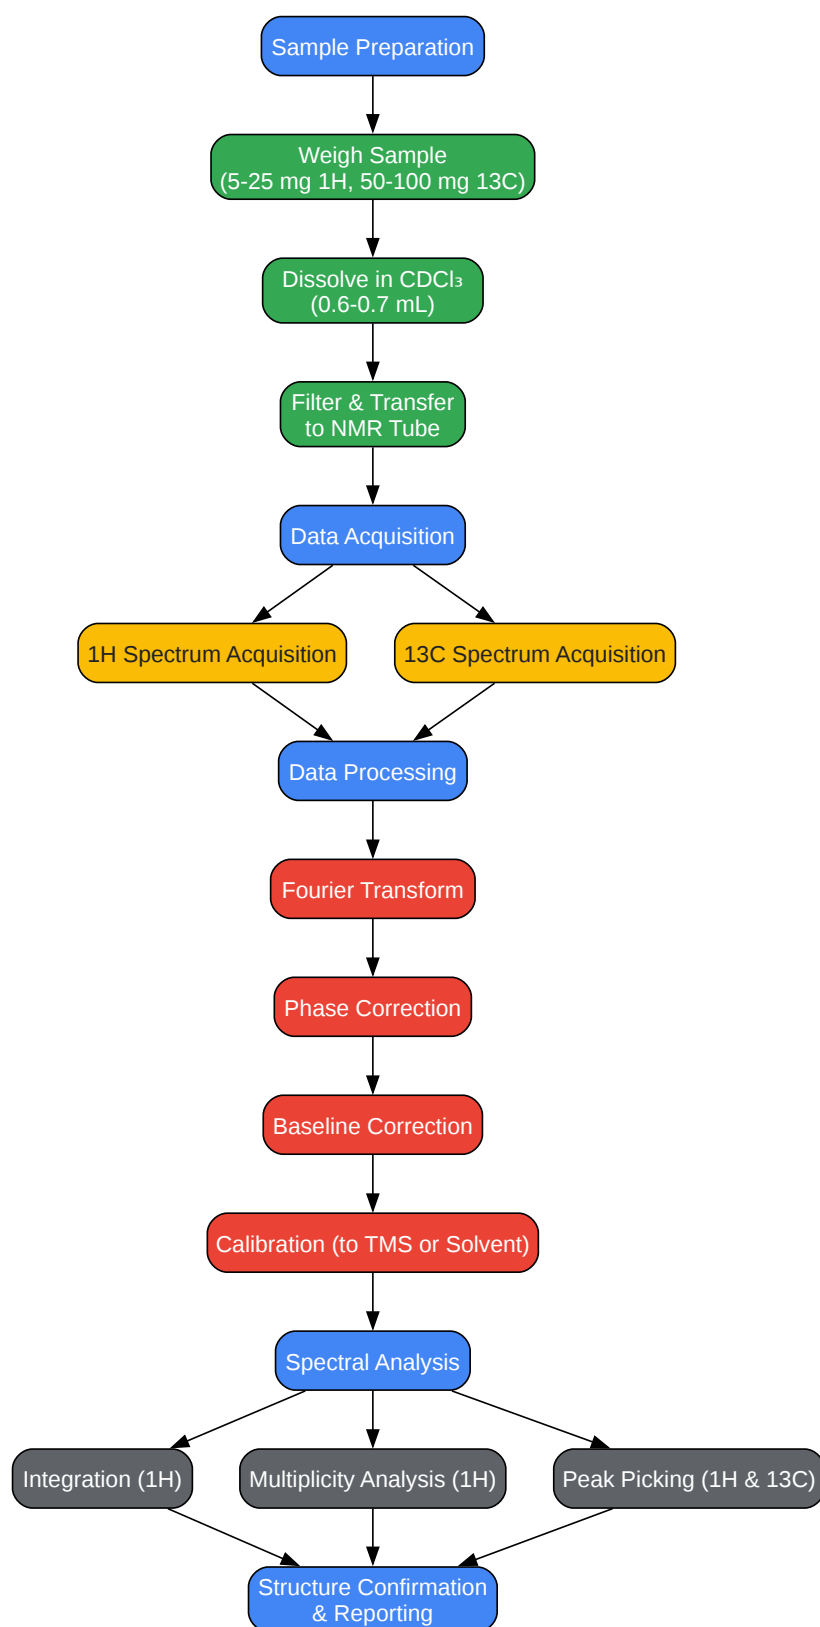 Sample Preparation
Weigh Sample
(5-25 mg 1H, 50-100 mg 13C)
Dissolve in CDCl₃
(0.6-0.7 mL)
Filter & Transfer
to NMR Tube
Data Acquisition
1H Spectrum Acquisition
13C Spectrum Acquisition
Data Processing
Fourier Transform
Phase Correction
Baseline Correction
Calibration (to TMS or Solvent)
Spectral Analysis
Integration (1H)
Multiplicity Analysis (1H)
Peak Picking (1H & 13C)
Structure Confirmation
& Reporting